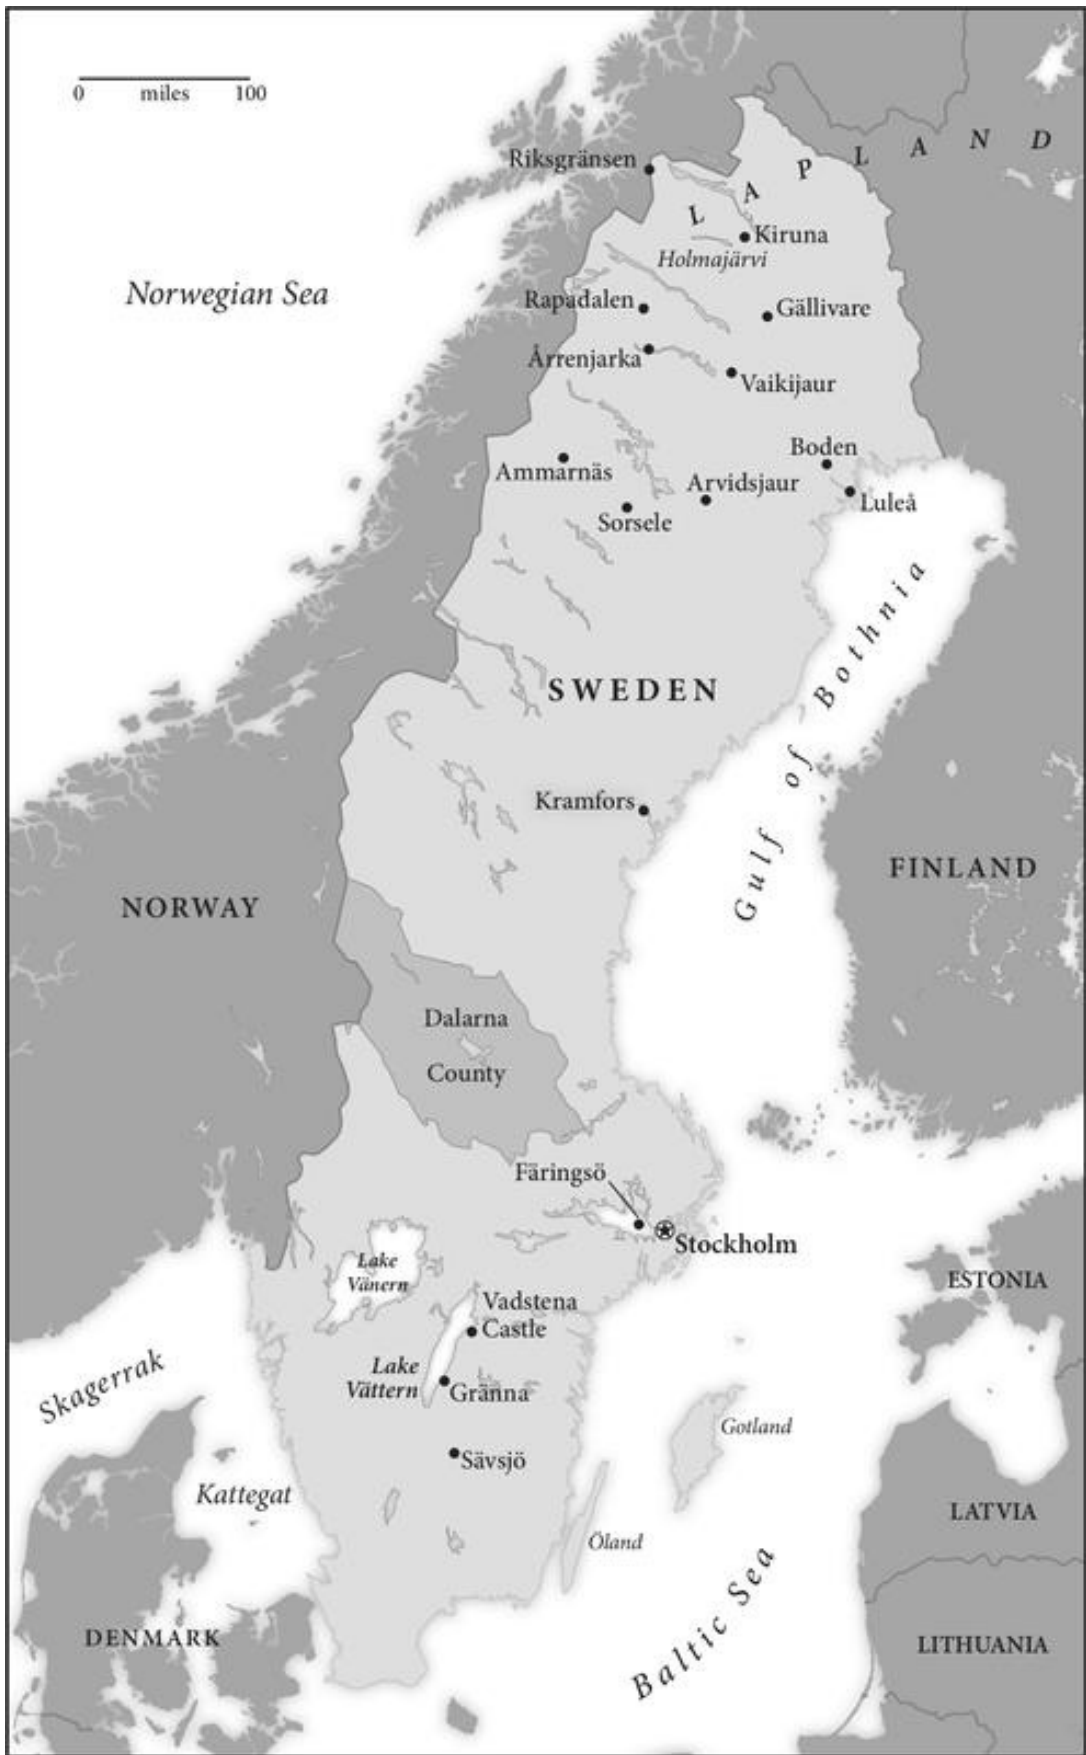 0 miles 100
L A P L A N D
Riksgränsen
Kiruna
Holmajärvi
Norwegian Sea
Rapadalen
Gällivare
Årrenjarka
Vaikijaur
Boden
Ammarnäs
Arvidsjaur
Luleå
Sorsele
Gulf of Bothnia
SWEDEN
Kramfors
FINLAND
NORWAY
Dalarna
County
Färingsö
Stockholm
Lake
Vänern
ESTONIA
Vadstena
Castle
Lake
Vättern
Gränna
Skagerrak
Gotland
Sävsjö
Kattegat
LATVIA
Öland
Baltic Sea
DENMARK
LITHUANIA